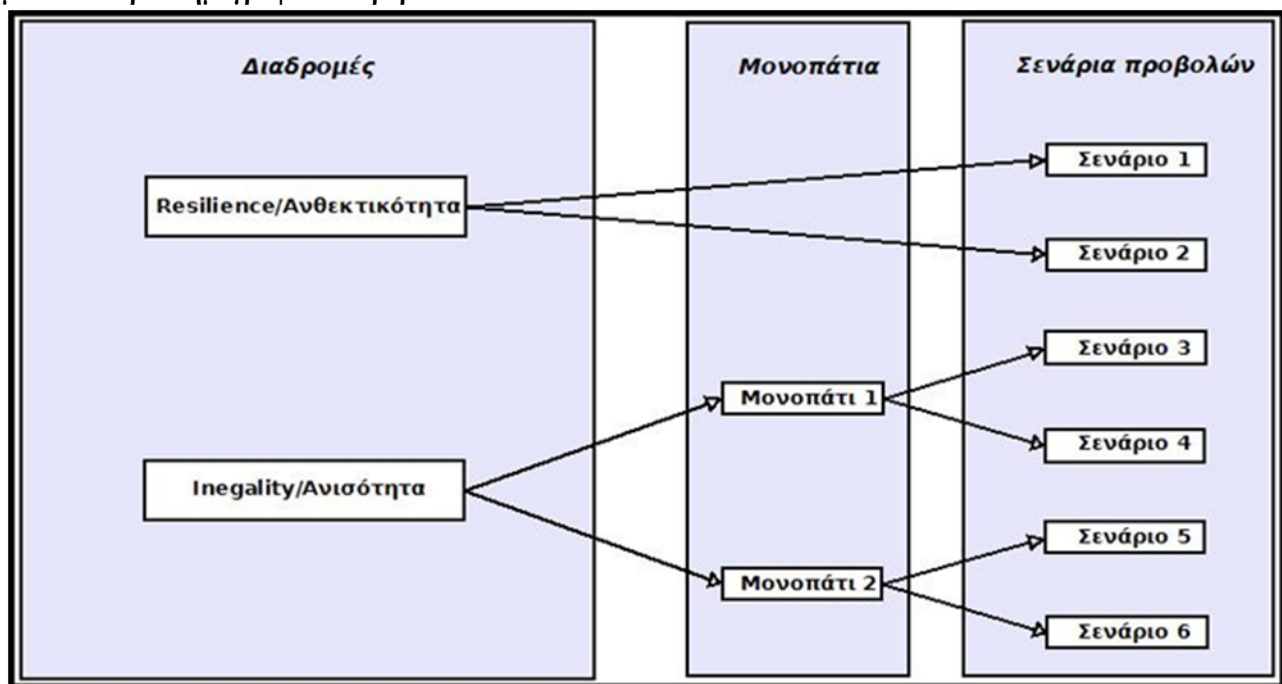 Διαδρομές
Μονοπάτια
Σενάρια προβολών
Resilience/Ανθεκτικότητα
Inegality/Ανισότητα
Μονοπάτι 1
Μονοπάτι 2
Σενάριο 1
Σενάριο 2
Σενάριο 3
Σενάριο 4
Σενάριο 5
Σενάριο 6